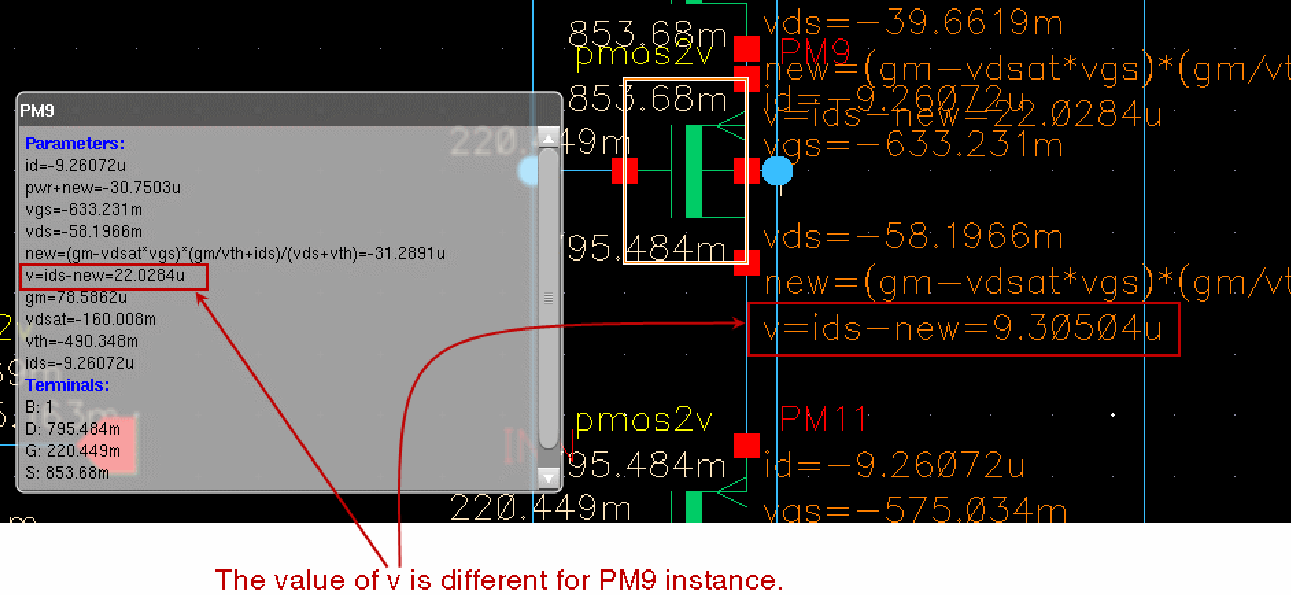 PM9
Parameters:
id=-9.26072u
pwr+new=-30.7503u
vgs=-633.231m
vds=-58.1966m
new=(gm-vdsat*vgs)*(gm/vth+ids)/(vds+vth)=-31.2891u
v=ids-new=22.0284u
gm=78.5862u
vdsat=-160.008m
vth=-490.348m
ids=-9.26072u
Terminals:
B: 1
D: 795.484m
G: 220.449m
S: 853.68m
853.68m
pmos2v
853.68m
220.449m
795.484m
pmos2v
795.484m
220.449m
vds=-39.6619m
PM9
new=(gm-vdsat*vgs)*(gm/vt
id=-9.26072u
v=ids-new=22.0284u
vgs=-633.231m
vds=-58.1966m
new=(gm-vdsat*vgs)*(gm/vt
v=ids-new=9.30504u
PM11
id=-9.26072u
vgs=-575.034m
The value of v is different for PM9 instance.